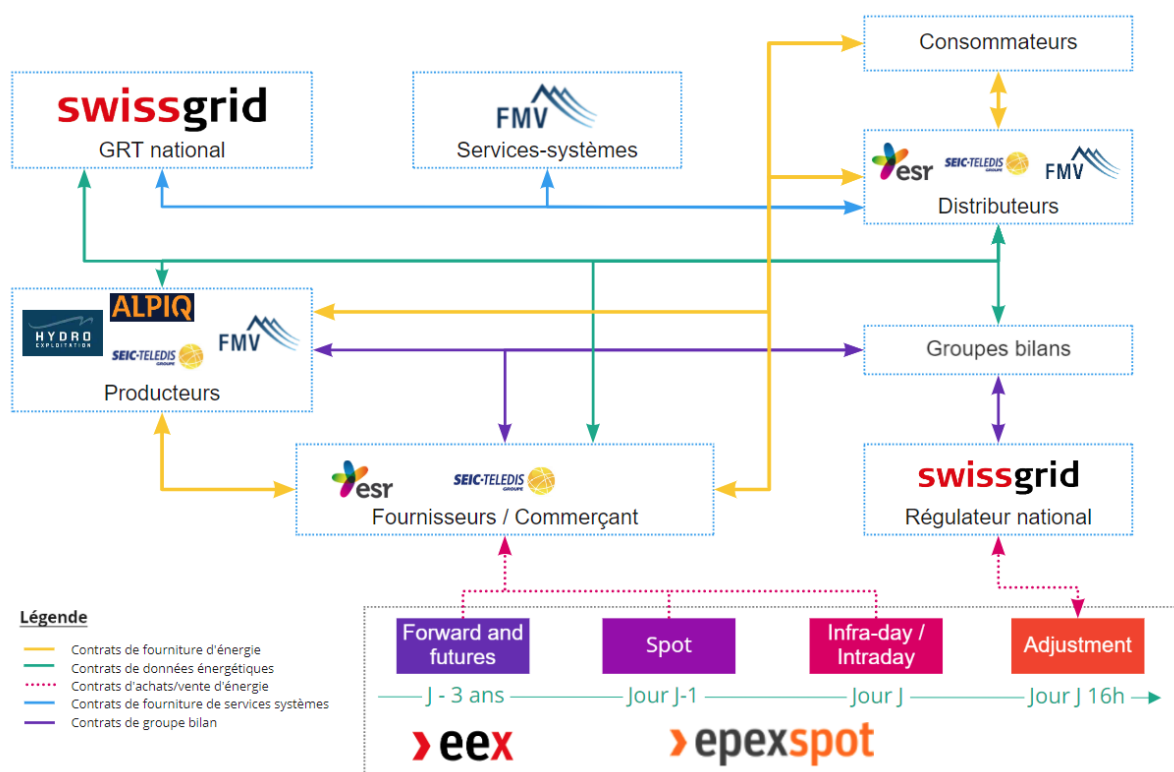 Consommateurs
swissgrid
GRT national
FMV
Services-systèmes
esr
SEIC-TELEDIS
GROUPE
FMV
Distributeurs
ALPIQ
HYDRO
EXPLOITATION
SEIC-TELEDIS
GROUPE
FMV
Producteurs
Groupes bilans
esr
SEIC-TELEDIS
GROUPE
Fournisseurs / Commerçant
swissgrid
Régulateur national
Légende
Contrats de fourniture d'énergie
Contrats de données énergétiques
Contrats d'achats/vente d'énergie
Contrats de fourniture de services systèmes
Contrats de groupe bilan
Forward and
futures
Spot
Infra-day /
Intraday
Adjustment
J - 3 ans
Jour J-1
Jour J
Jour J 16h
eex
epexspot